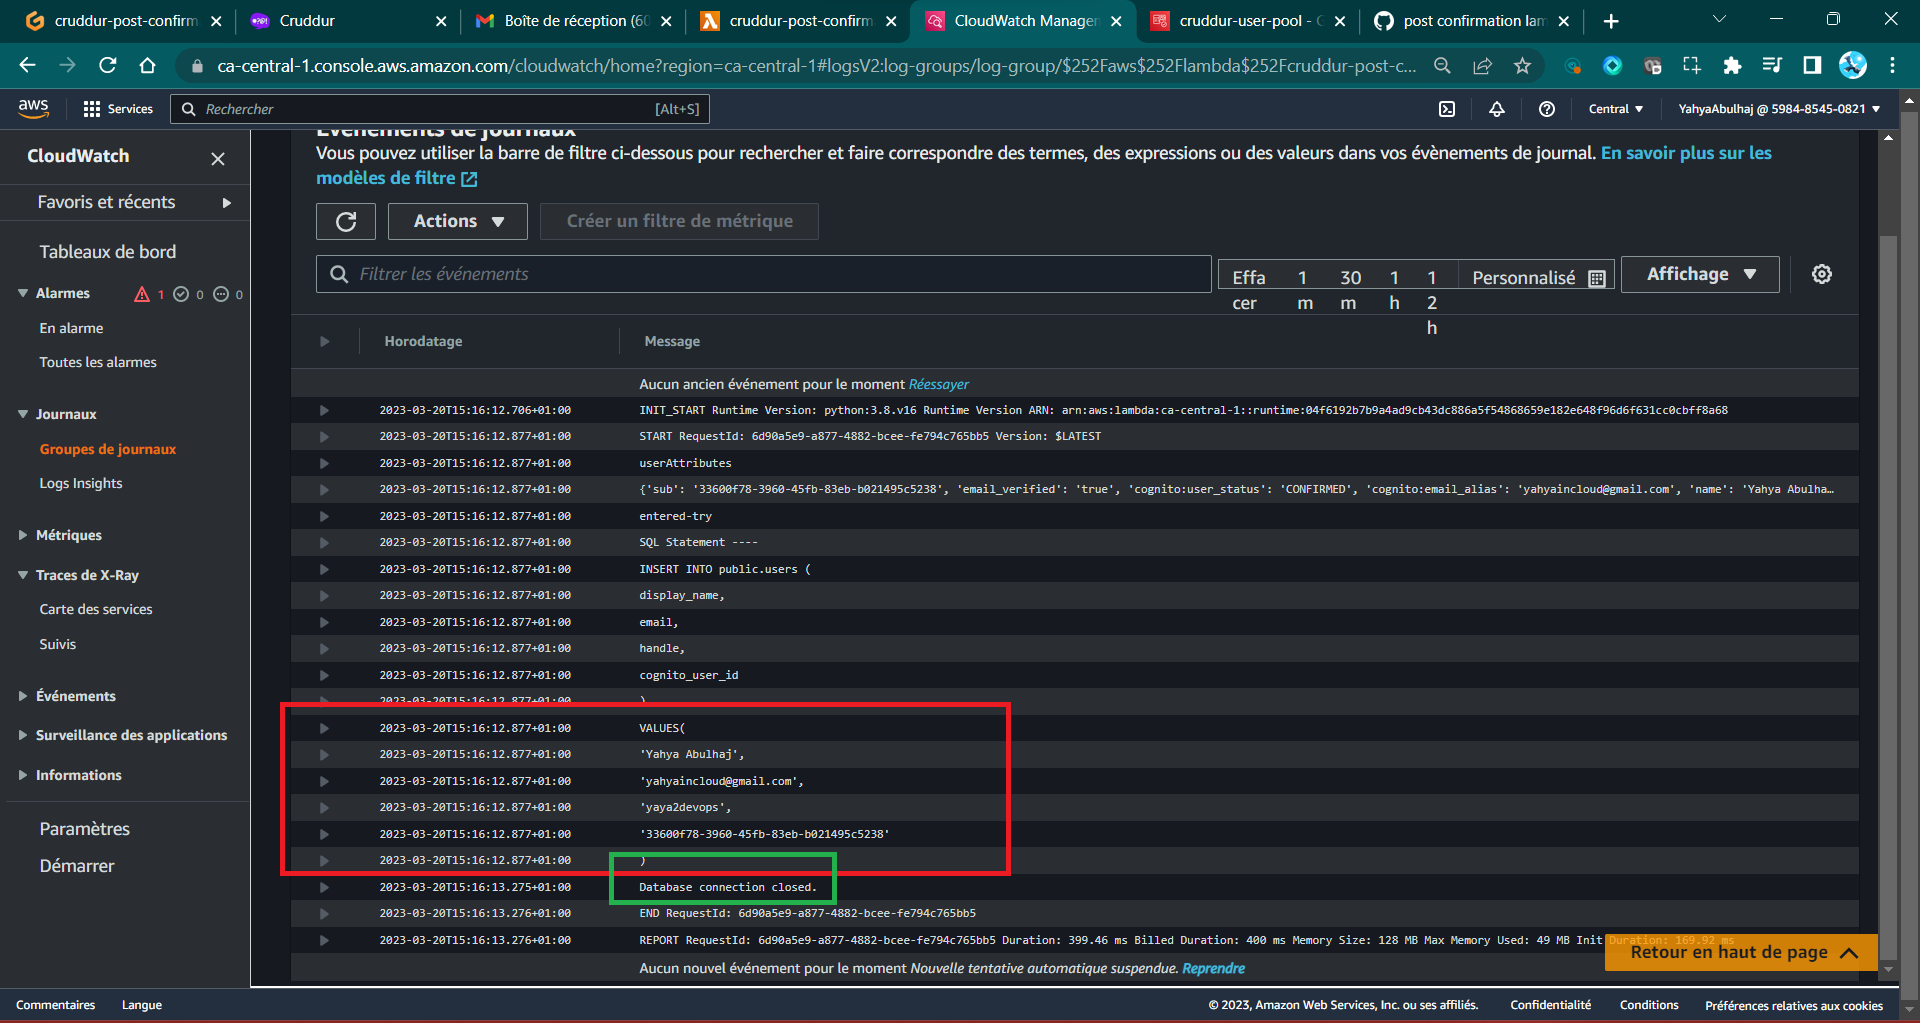 cruddur-post-confirm
Cruddur
Boîte de réception (60
cruddur-post-confirm
CloudWatch Manager
cruddur-user-pool - C
post confirmation lam
ca-central-1.console.aws.amazon.com/cloudwatch/home?region=ca-central-1#logsV2:log-groups/log-group/$252Faws$252Flambda$252Fcruddur-post-c...
aws
Services
Rechercher
[Alt+S]
Central
YahyaAbulhaj @ 5984-8545-0821
CloudWatch
Favoris et récents
Tableaux de bord
Alarmes 1 0 0
En alarme
Toutes les alarmes
Journaux
Groupes de journaux
Logs Insights
Métriques
Traces de X-Ray
Carte des services
Suivis
Événements
Surveillance des applications
Informations
Paramètres
Démarrer
Événements de journaux
Vous pouvez utiliser la barre de filtre ci-dessous pour rechercher et faire correspondre des termes, des expressions ou des valeurs dans vos évènements de journal. En savoir plus sur les
modèles de filtre
Actions
Créer un filtre de métrique
Filtrer les événements
Effa 1 30 1 1 Personnalisé
cer m m h 2
h
Affichage
Horodatage Message
Aucun ancien événement pour le moment Réessayer
2023-03-20T15:16:12.706+01:00 INIT_START Runtime Version: python:3.8.v16 Runtime Version ARN: arn:aws:lambda:ca-central-1::runtime:04f6192b7b9a4ad9cb43dc886a5f54868659e182e648f96d6f631cc0cbff8a68
2023-03-20T15:16:12.877+01:00 START RequestId: 6d90a5e9-a877-4882-bcee-fe794c765bb5 Version: $LATEST
2023-03-20T15:16:12.877+01:00 userAttributes
2023-03-20T15:16:12.877+01:00 {'sub': '33600f78-3960-45fb-83eb-b021495c5238', 'email_verified': 'true', 'cognito:user_status': 'CONFIRMED', 'cognito:email_alias': 'yahyaincloud@gmail.com', 'name': 'Yahya Abulha…
2023-03-20T15:16:12.877+01:00 entered-try
2023-03-20T15:16:12.877+01:00 SQL Statement ----
2023-03-20T15:16:12.877+01:00 INSERT INTO public.users (
2023-03-20T15:16:12.877+01:00 display_name,
2023-03-20T15:16:12.877+01:00 email,
2023-03-20T15:16:12.877+01:00 handle,
2023-03-20T15:16:12.877+01:00 cognito_user_id
2023-03-20T15:16:12.877+01:00 )
2023-03-20T15:16:12.877+01:00 VALUES(
2023-03-20T15:16:12.877+01:00 'Yahya Abulhaj',
2023-03-20T15:16:12.877+01:00 'yahyaincloud@gmail.com',
2023-03-20T15:16:12.877+01:00 'yaya2devops',
2023-03-20T15:16:12.877+01:00 '33600f78-3960-45fb-83eb-b021495c5238'
2023-03-20T15:16:12.877+01:00 )
2023-03-20T15:16:13.275+01:00 Database connection closed.
2023-03-20T15:16:13.276+01:00 END RequestId: 6d90a5e9-a877-4882-bcee-fe794c765bb5
2023-03-20T15:16:13.276+01:00 REPORT RequestId: 6d90a5e9-a877-4882-bcee-fe794c765bb5 Duration: 399.46 ms Billed Duration: 400 ms Memory Size: 128 MB Max Memory Used: 49 MB Init Duration: 169.92 ms
Retour en haut de page
Aucun nouvel événement pour le moment Nouvelle tentative automatique suspendue. Reprendre
Commentaires
Langue
© 2023, Amazon Web Services, Inc. ou ses affiliés.
Confidentialité
Conditions
Préférences relatives aux cookies